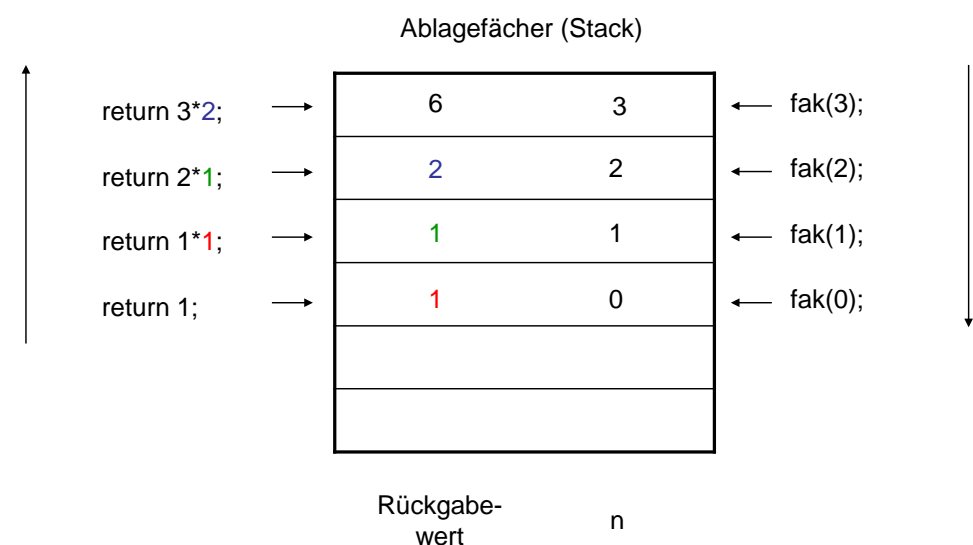 Ablagefächer (Stack)
return 3*2; 6 3 fak(3);
return 2*1; 2 2 fak(2);
return 1*1; 1 1 fak(1);
return 1; 1 0 fak(0);
Rückgabe-
wert
n